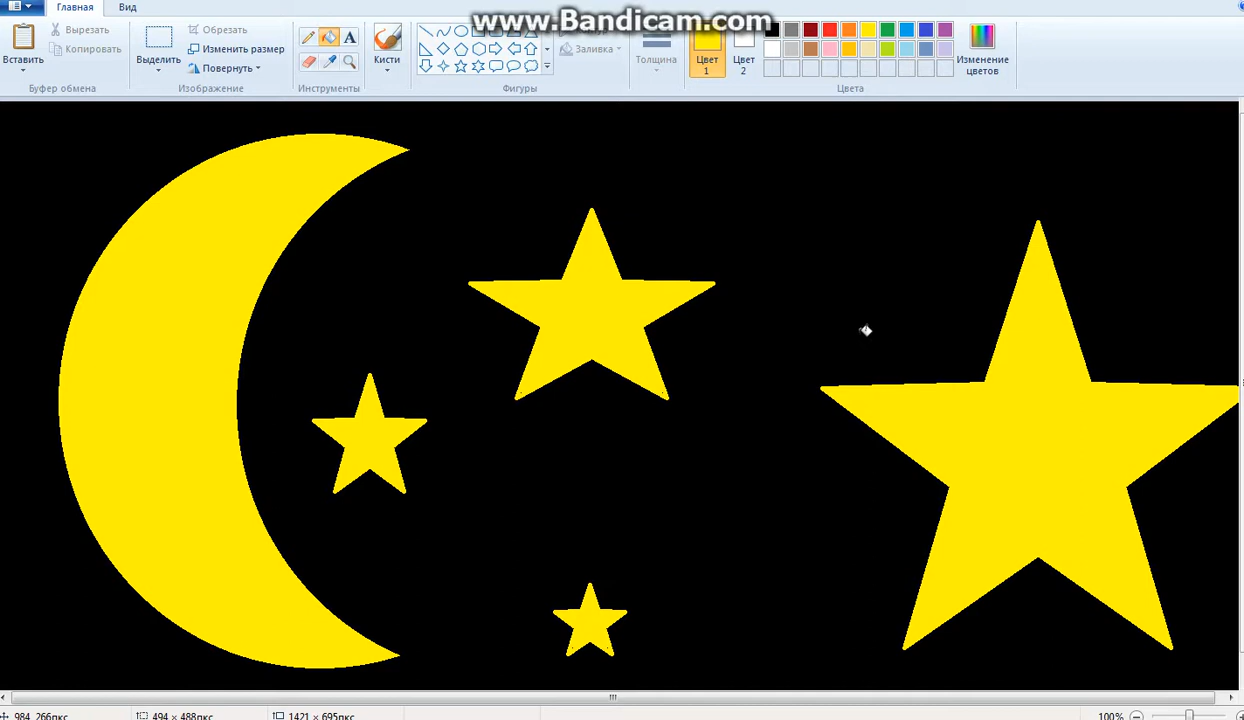 www.Bandicam.com
Главная Вид
Вставить
Вырезать
Копировать
Буфер обмена
Выделить
Обрезать
Изменить размер
Повернуть
Изображение
Инструменты
Кисти
Фигуры
Заливка
Толщина
Цвет
1
Цвет
2
Изменение
цветов
Цвета
984, 266пкс 494 × 488пкс 1421 × 695пкс 100%